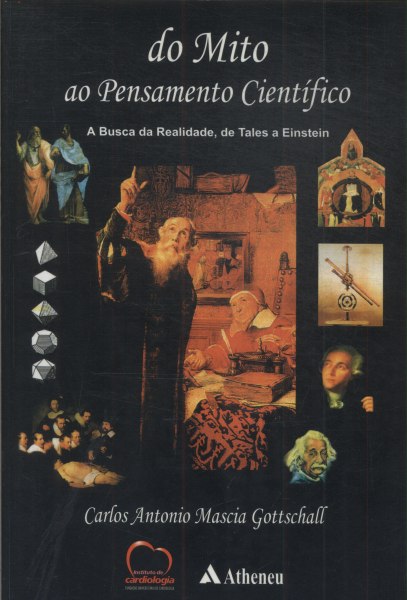 do Mito
ao Pensamento Científico
A Busca da Realidade, de Tales a Einstein
Carlos Antonio Mascia Gottschall
Instituto de
cardiologia
Atheneu